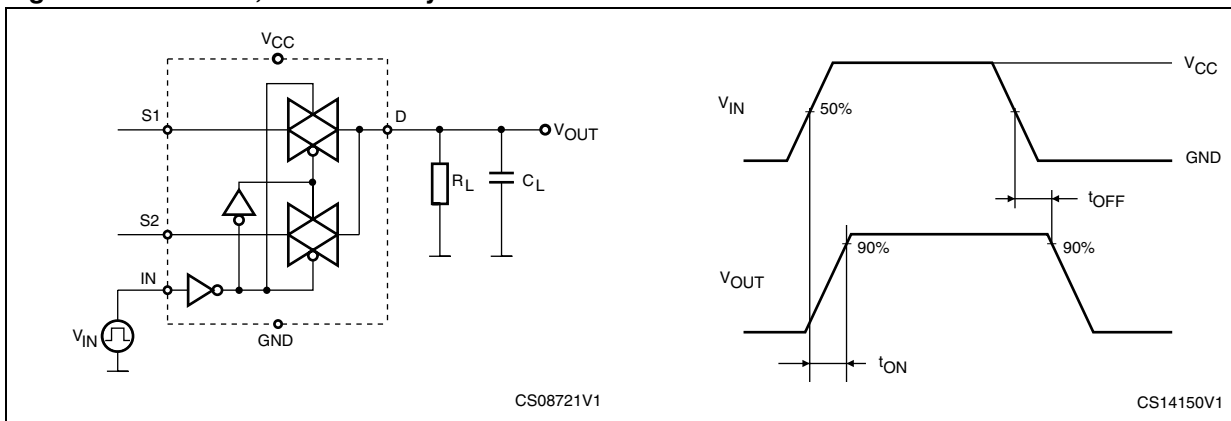 VCC
S1
D
VOUT
RL
CL
S2
IN
VIN
GND
CS08721V1
VCC
VIN
50%
GND
tOFF
90%
90%
VOUT
tON
CS14150V1